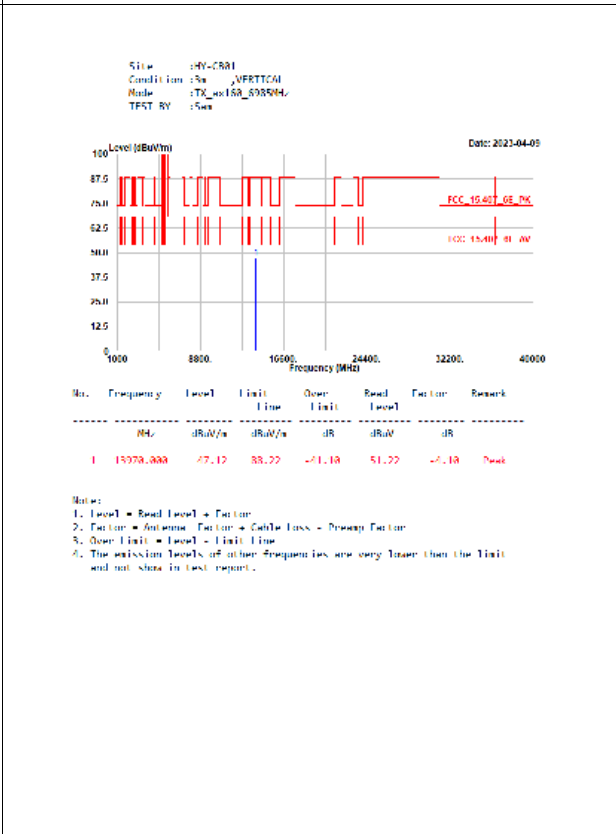 Site :HY-CB01
Condition :3m ,VERTICAL
Mode :TX_ax160_6985MHz
TEST BY :Sam
Level (dBuV/m) Date: 2023-04-09
100
87.5
75.0
FCC_15.407_6E_PK
62.5
FCC_15.407_6E_AV
50.0
37.5
25.0
12.5
0
1000 8800. 16600. 24400. 32200. 40000
Frequency (MHz)
No. Frequency Level Limit Over Read Factor Remark
Line Limit Level
MHz dBuV/m dBuV/m dB dBuV dB
1 13970.000 47.12 88.22 -41.10 51.22 -4.10 Peak
Note:
1. Level = Read Level + Factor
2. Factor = Antenna Factor + Cable Loss - Preamp Factor
3. Over Limit = Level - Limit Line
4. The emission levels of other frequencies are very lower than the limit
and not show in test report.